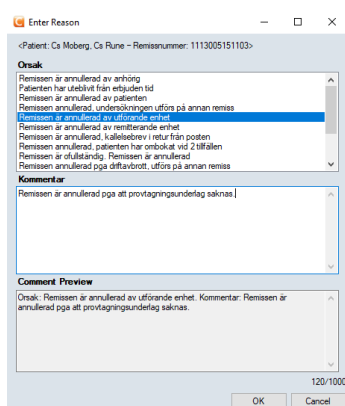 Enter Reason
<Patient: Cs Moberg, Cs Rune - Remissnummer: 1113005151103>
Orsak
Remissen är annullerad av anhörig
Patienten har uteblivit från erbjuden tid
Remissen är annullerad av patienten
Remissen annullerad, undersökningen utförs på annan remiss
Remissen är annullerad av utförande enhet
Remissen är annullerad av remitterande enhet
Remissen annullerad, kallelsebrev i retur från posten
Remissen annullerad, patienten har ombokat vid 2 tillfällen
Remissen är ofullständig. Remissen är annullerad
Remissen annullerad pga driftavbrott, utförs på annan remiss
Kommentar
Remissen är annullerad pga att provtagningsunderlag saknas.
Comment Preview
Orsak: Remissen är annullerad av utförande enhet. Kommentar: Remissen är
annullerad pga att provtagningsunderlag saknas.
120/1000
OK
Cancel